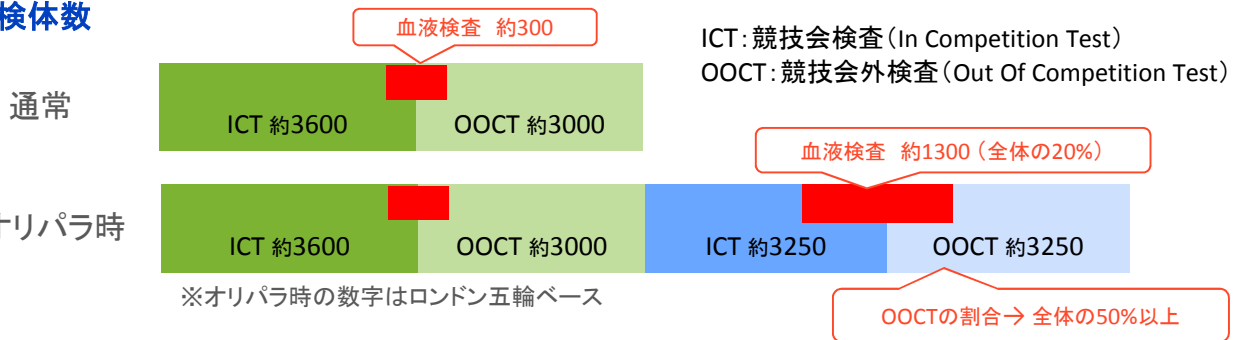 検体数
血液検査 約300
ICT:競技会検査(In Competition Test)
OOCT:競技会外検査(Out Of Competition Test)
通常
ICT 約3600
OOCT 約3000
血液検査 約1300 (全体の20%)
オリパラ時
ICT 約3600
OOCT 約3000
ICT 約3250
OOCT 約3250
※オリパラ時の数字はロンドン五輪ベース
OOCTの割合→ 全体の50%以上